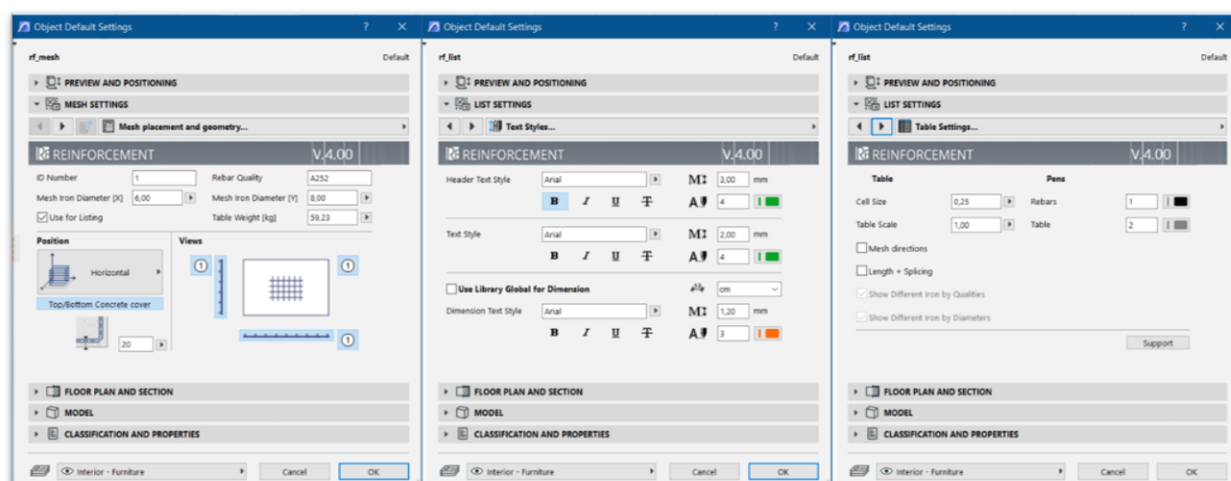 Object Default Settings ? ×
rf_mesh Default
PREVIEW AND POSITIONING
MESH SETTINGS
Mesh placement and geometry...
REINFORCEMENT V.4.00
ID Number 1 Rebar Quality A252
Mesh Iron Diameter [X] 6,00 Mesh Iron Diameter [Y] 8,00
Use for Listing Table Weight [kg] 59,23
Position Views
Horizontal
1 1
Top/Bottom Concrete cover
20
1
FLOOR PLAN AND SECTION
MODEL
CLASSIFICATION AND PROPERTIES
Interior - Furniture Cancel OK
Object Default Settings ? ×
rf_list Default
PREVIEW AND POSITIONING
LIST SETTINGS
Text Styles...
REINFORCEMENT V.4.00
Header Text Style Arial M 3,00 mm
B I U T A 4
Text Style Arial M 2,00 mm
B I U T A 4
Use Library Global for Dimension cm
Dimension Text Style Arial M 1,20 mm
B I U T A 3
FLOOR PLAN AND SECTION
MODEL
CLASSIFICATION AND PROPERTIES
Interior - Furniture Cancel OK
Object Default Settings ? ×
rf_list Default
PREVIEW AND POSITIONING
LIST SETTINGS
Table Settings...
REINFORCEMENT V.4.00
Table Pens
Cell Size 0,25 Rebars 1
Table Scale 1,00 Table 2
Mesh directions
Length + Splicing
Show Different Iron by Qualities
Show Different Iron by Diameters
Support
FLOOR PLAN AND SECTION
MODEL
CLASSIFICATION AND PROPERTIES
Interior - Furniture Cancel OK